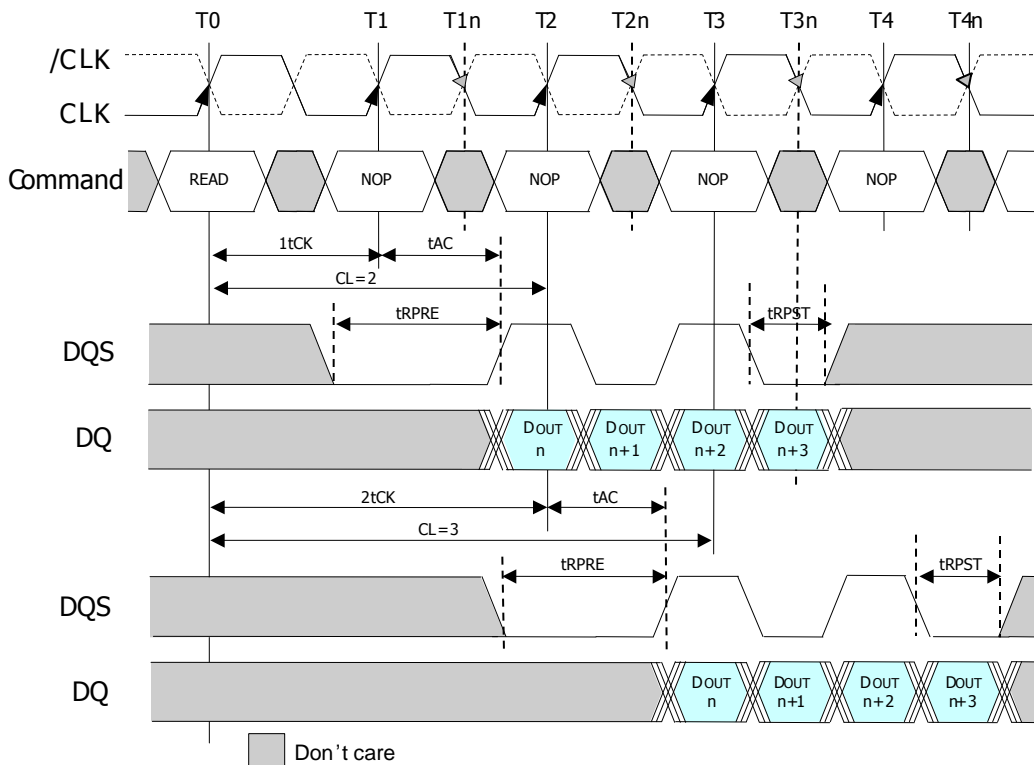 T0 T1 T1n T2 T2n T3 T3n T4 T4n
/CLK
CLK
Command READ NOP NOP NOP NOP
1tCK tAC
CL=2
tRPRE tRPST
DQS
DQ
DOUT n
DOUT n+1
DOUT n+2
DOUT n+3
2tCK tAC
CL=3
tRPRE tRPST
DQS
DQ
DOUT n
DOUT n+1
DOUT n+2
DOUT n+3
Don't care